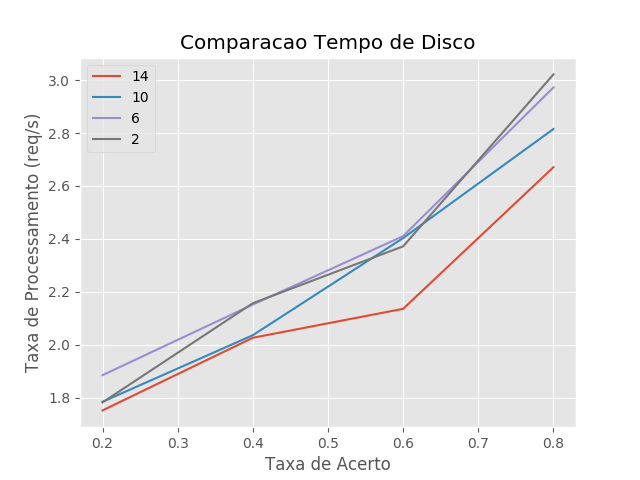 Comparacao Tempo de Disco
14
10
6
2
Taxa de Processamento (req/s)
3.0
2.8
2.6
2.4
2.2
2.0
1.8
0.2 0.3 0.4 0.5 0.6 0.7 0.8
Taxa de Acerto